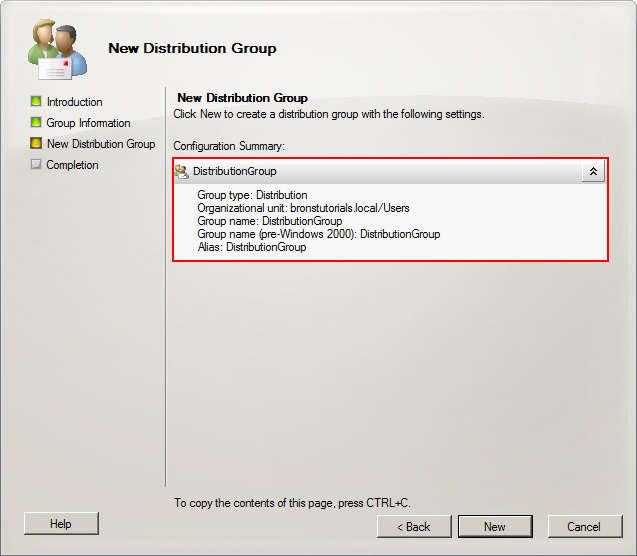 New Distribution Group
Introduction
Group Information
New Distribution Group
Completion
New Distribution Group
Click New to create a distribution group with the following settings.
Configuration Summary:
DistributionGroup
Group type: Distribution
Organizational unit: bronstutorials.local/Users
Group name: DistributionGroup
Group name (pre-Windows 2000): DistributionGroup
Alias: DistributionGroup
To copy the contents of this page, press CTRL+C.
Help
< Back
New
Cancel